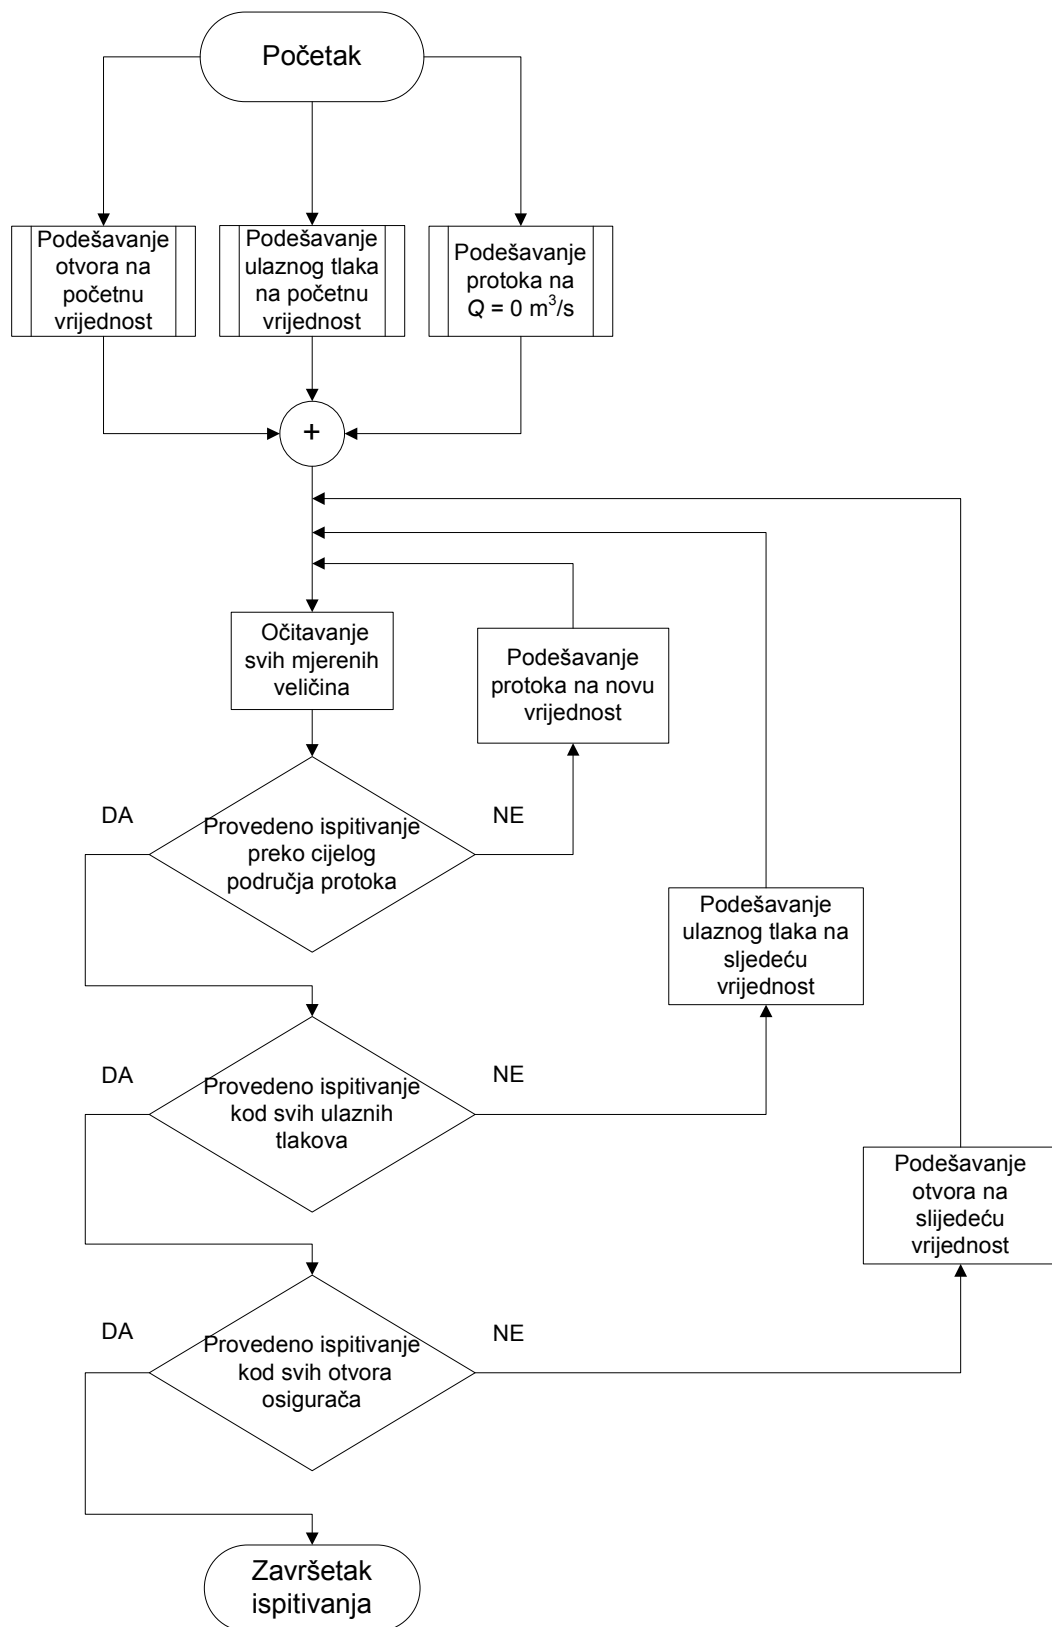 Početak
Podešavanje
otvora na
početnu
vrijednost
Podešavanje
ulaznog tlaka
na početnu
vrijednost
Podešavanje
protoka na
Q = 0 m³/s
+
Očitavanje
svih mjerenih
veličina
Podešavanje
protoka na novu
vrijednost
DA
Provedeno ispitivanje
preko cijelog
područja protoka
NE
Podešavanje
ulaznog tlaka na
sljedeću
vrijednost
DA
Provedeno ispitivanje
kod svih ulaznih
tlakova
NE
Podešavanje
otvora na
slijedeću
vrijednost
DA
Provedeno ispitivanje
kod svih otvora
osigurača
NE
Završetak
ispitivanja